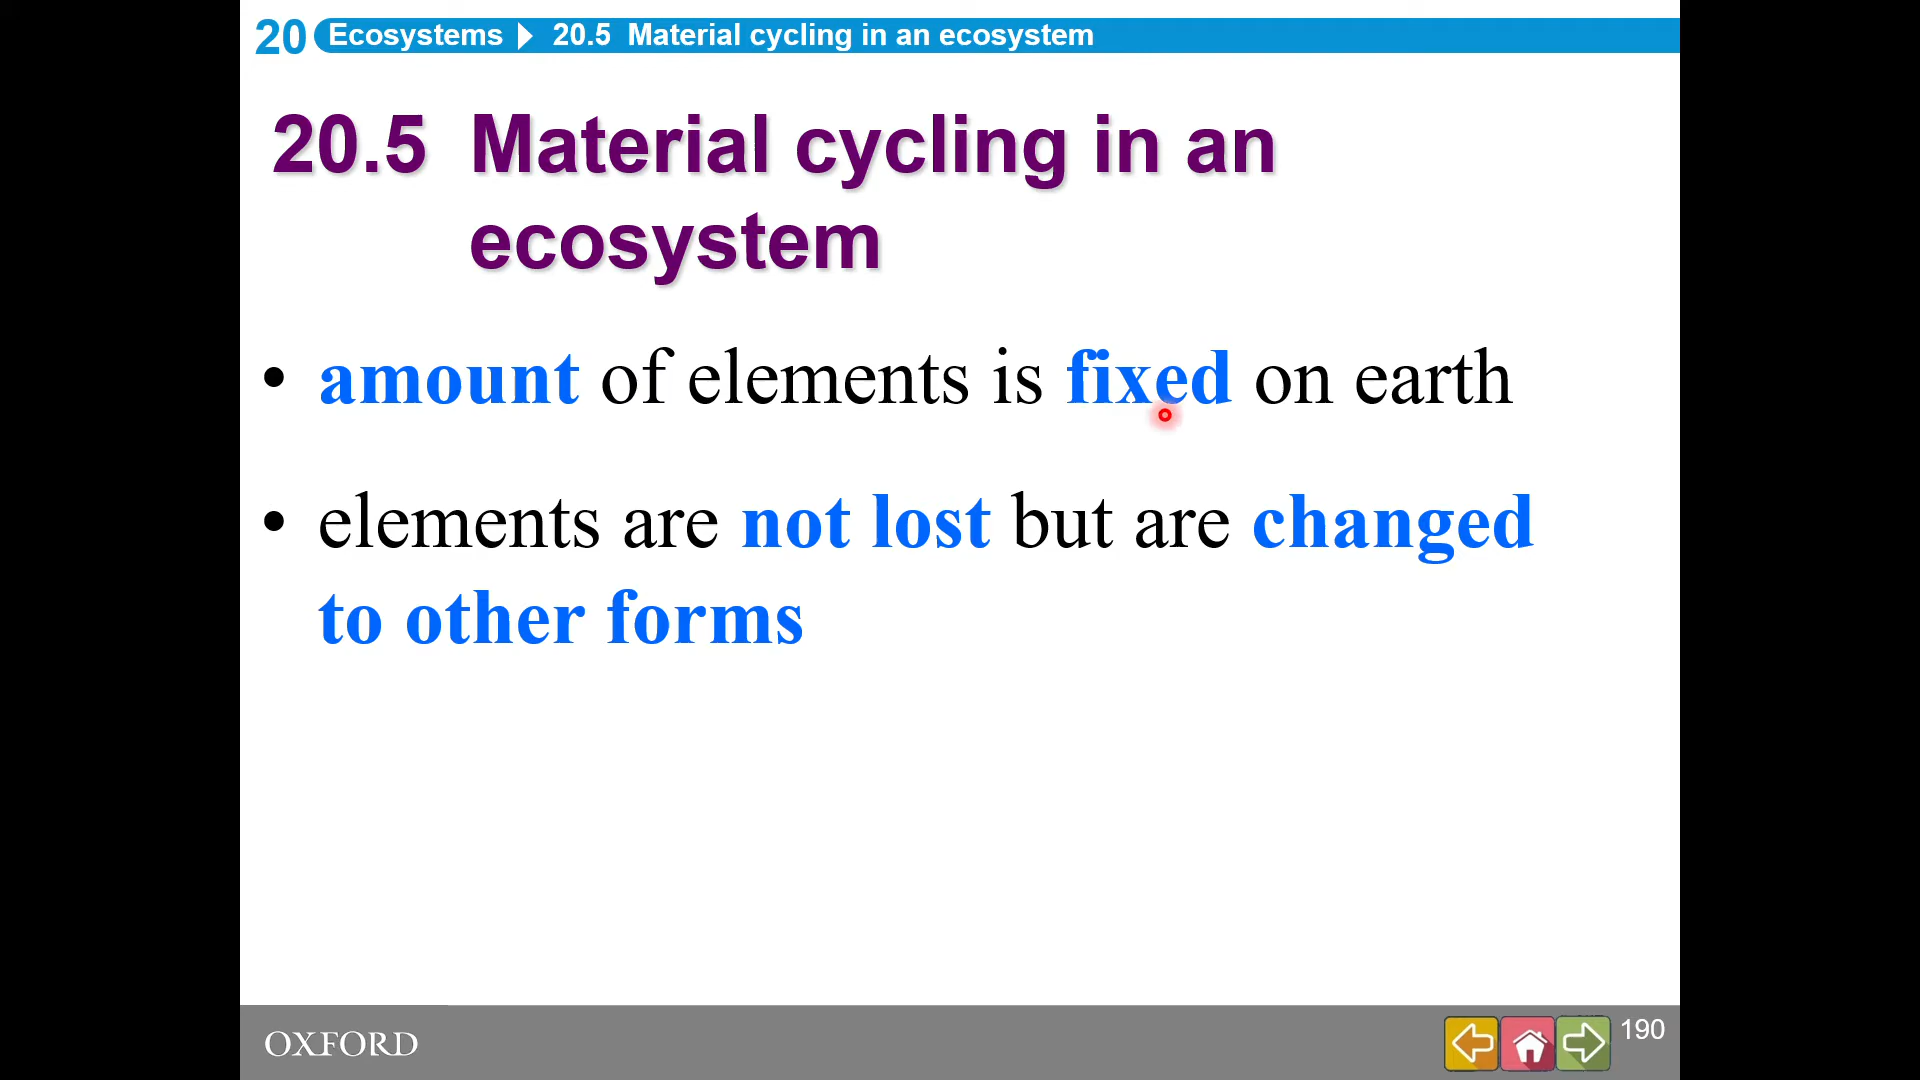 20 Ecosystems 20.5 Material cycling in an ecosystem
20.5 Material cycling in an
ecosystem
• amount of elements is fixed on earth
• elements are not lost but are changed
to other forms
OXFORD
190